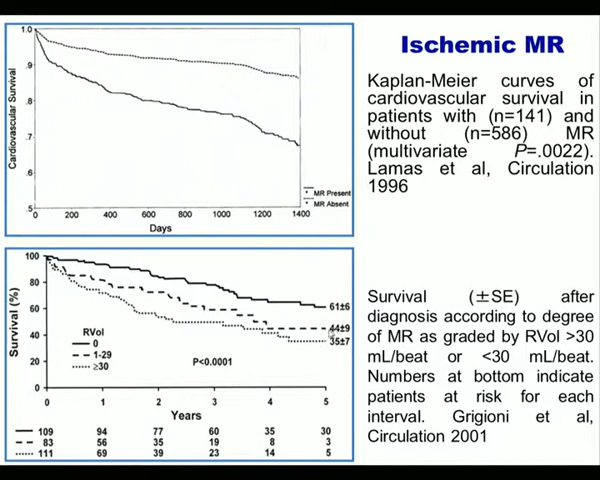 Ischemic MR
1.0
.9
.8
.7
.6
.5
Cardiovascular Survival
0 200 400 600 800 1000 1200 1400
Days
MR Present
MR Absent
Kaplan-Meier curves of
cardiovascular survival in
patients with (n=141) and
without (n=586) MR
(multivariate P=.0022).
Lamas et al, Circulation
1996
100
80
60
40
20
0
Survival (%)
RVol
0
1-29
≥30
P<0.0001
61±6
44±9
35±7
0 1 2 3 4 5
Years
109 94 77 60 35 30
83 56 35 19 8 3
111 69 39 23 14 5
Survival (±SE) after
diagnosis according to degree
of MR as graded by RVol >30
mL/beat or <30 mL/beat.
Numbers at bottom indicate
patients at risk for each
interval. Grigioni et al,
Circulation 2001